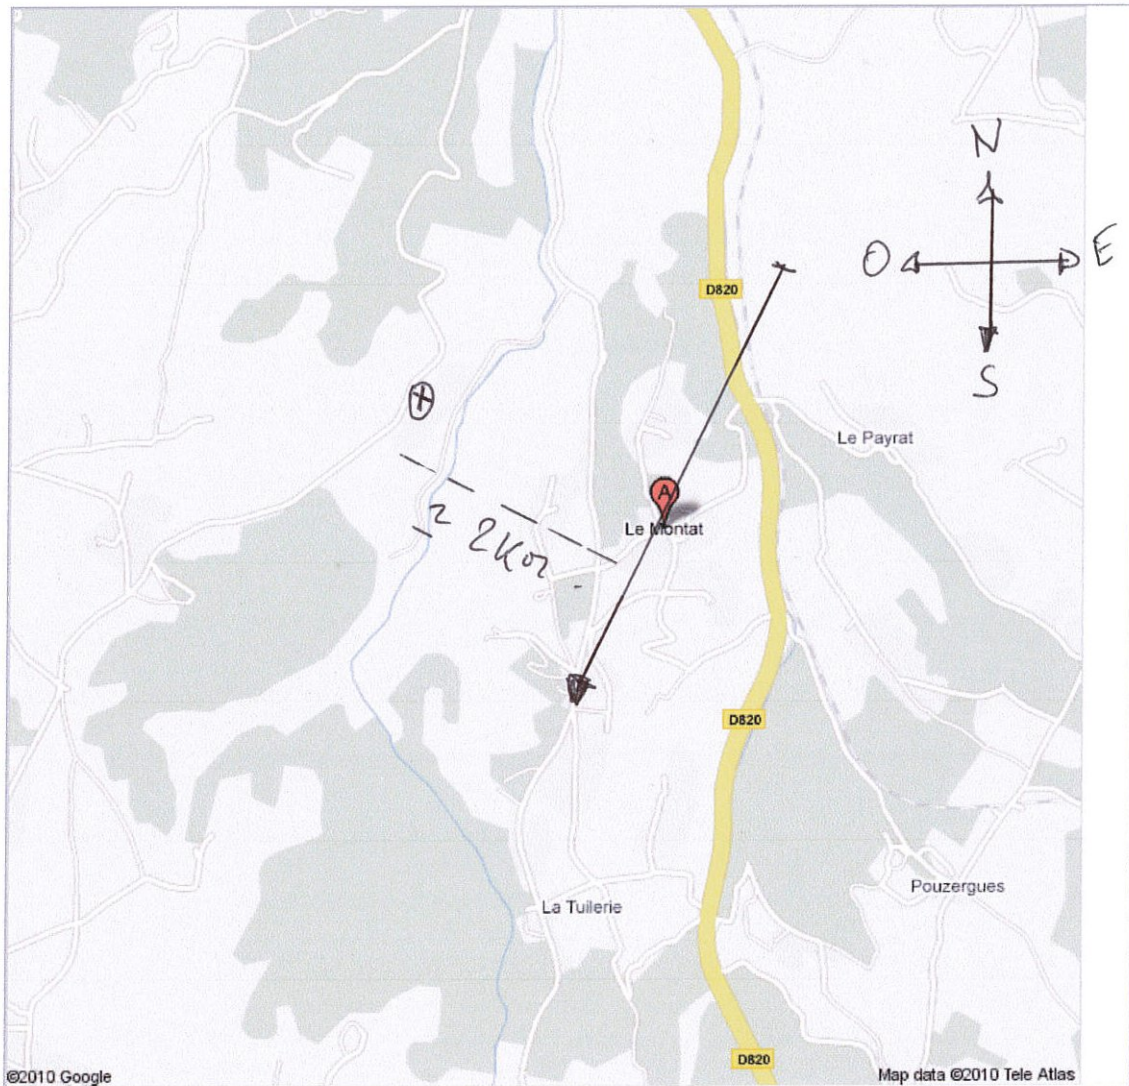 N
O E
D820
S
Le Payrat
A
Le Montat
≈ 2Km
D820
Pouzergues
La Tuilerie
D820
©2010 Google
Map data ©2010 Tele Atlas